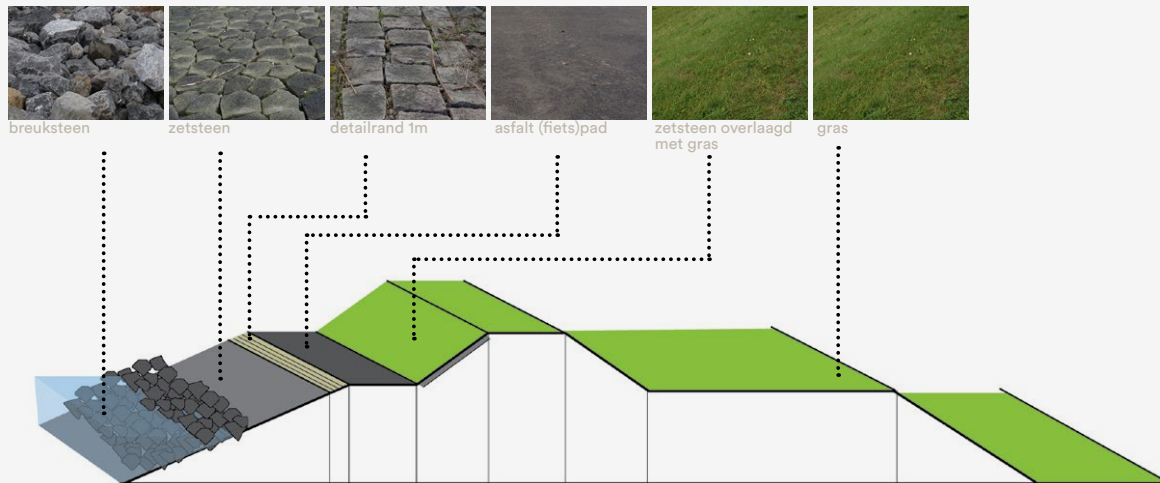 breuksteen
zetsteen
detailrand 1m
asfalt (fiets)pad
zetsteen overlaagd
met gras
gras